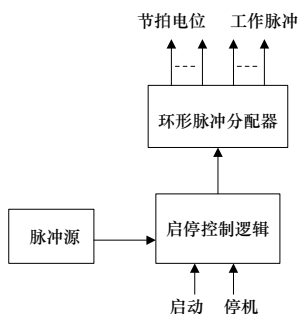 节拍电位 工作脉冲
环形脉冲分配器
脉冲源
启停控制逻辑
启动 停机